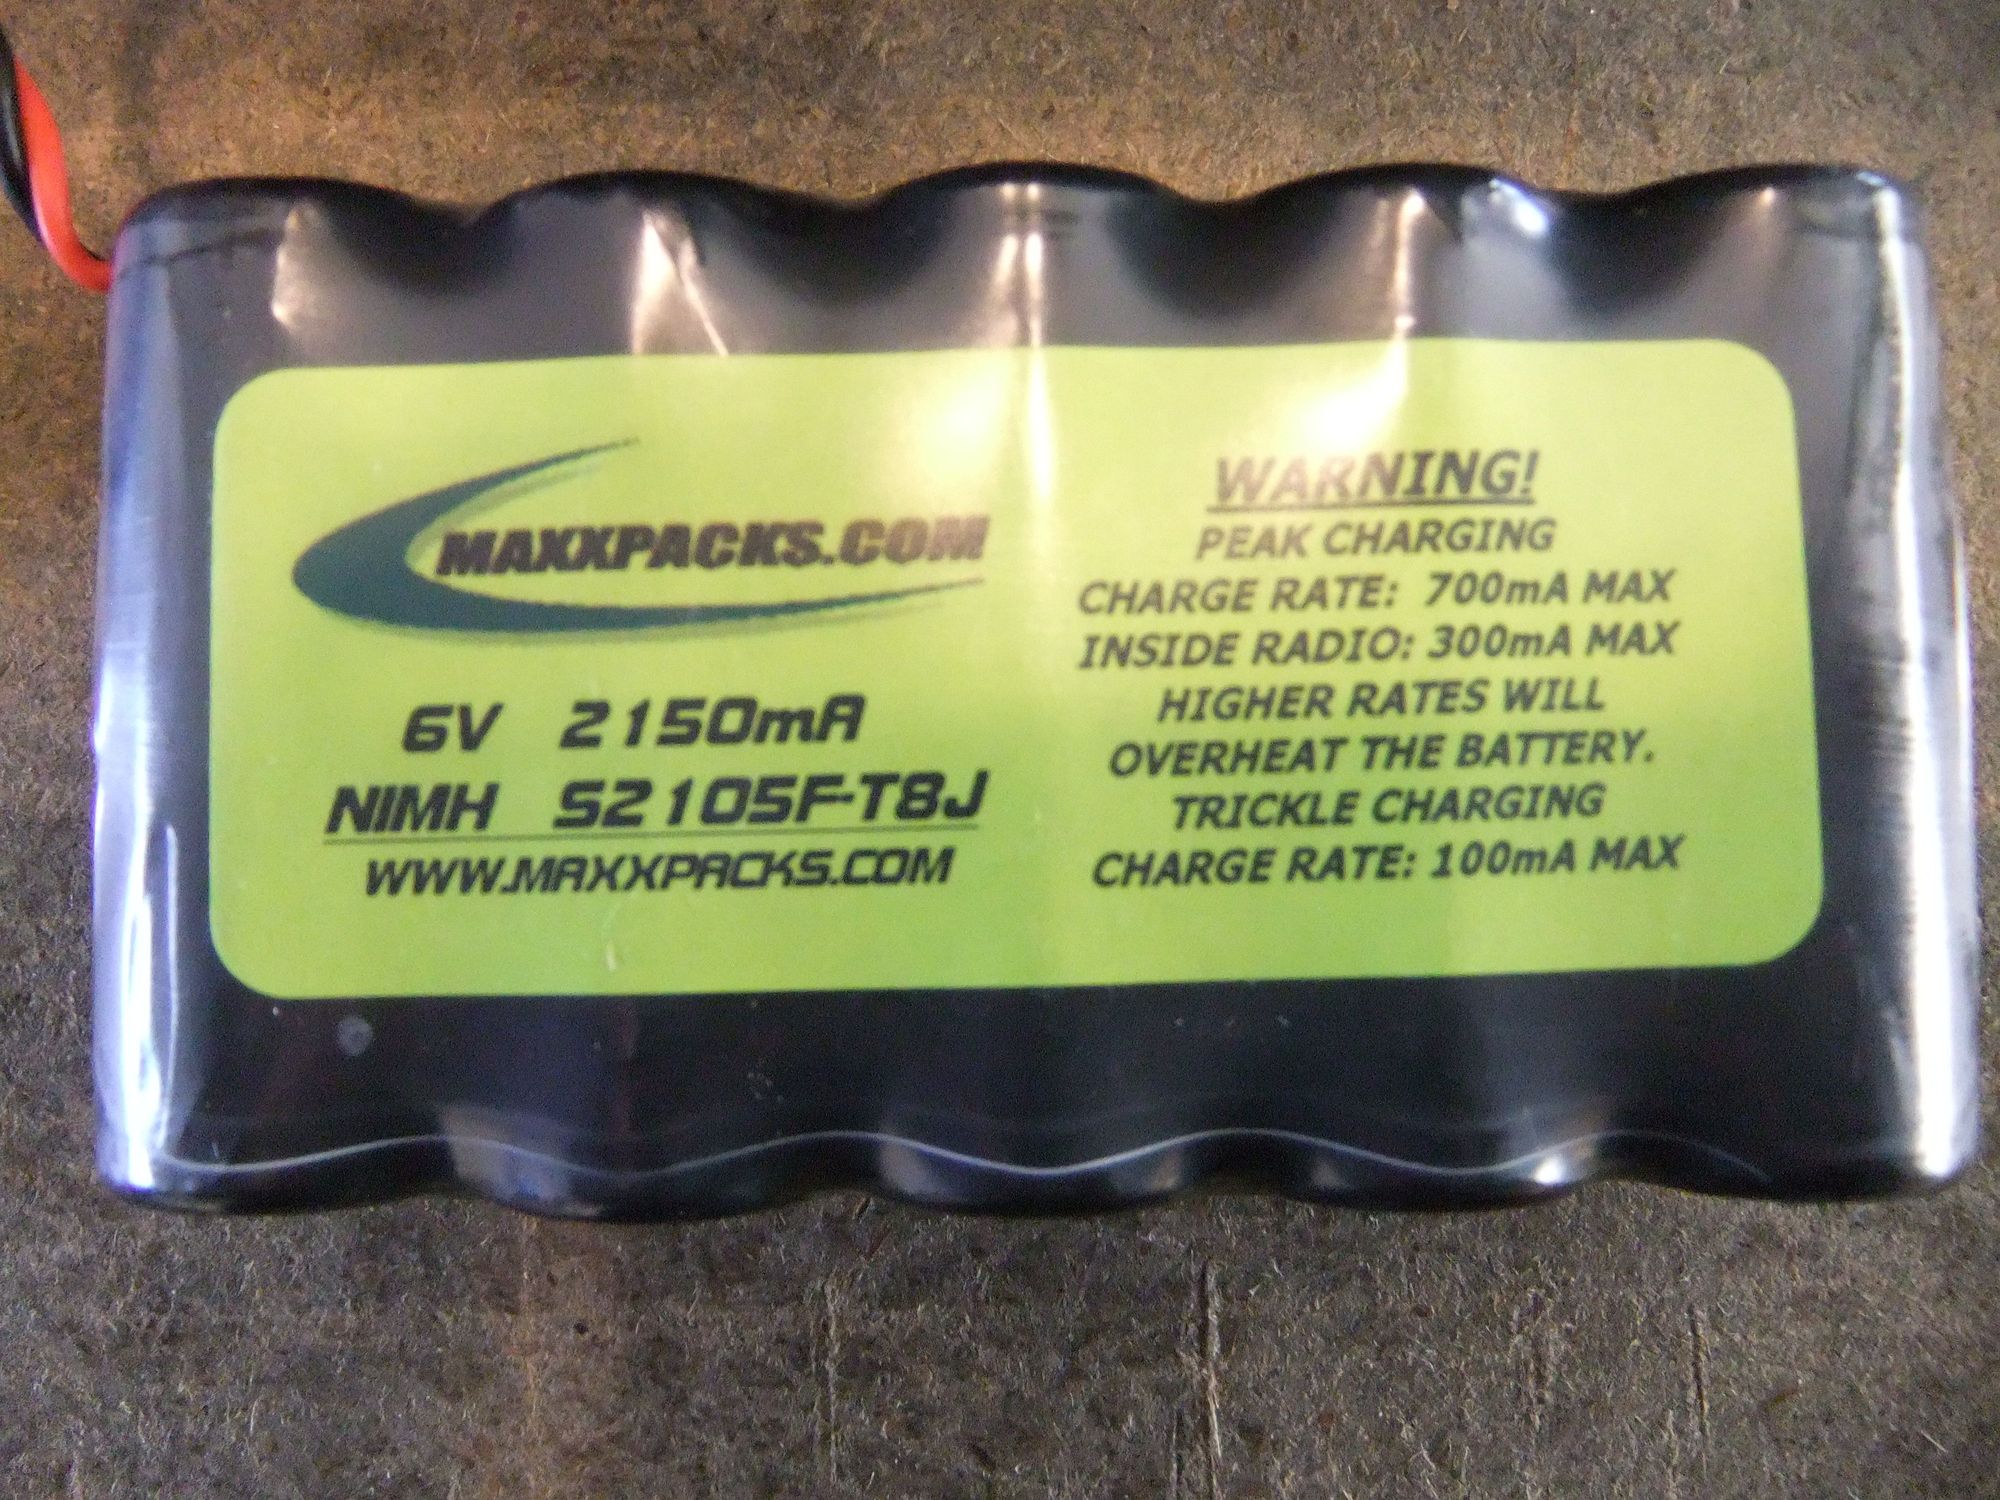 MAXXPACKS.COM
6V 2150mA
NIMH S2105F-T8J
WWW.MAXXPACKS.COM
WARNING!
PEAK CHARGING
CHARGE RATE: 700mA MAX
INSIDE RADIO: 300mA MAX
HIGHER RATES WILL
OVERHEAT THE BATTERY.
TRICKLE CHARGING
CHARGE RATE: 100mA MAX